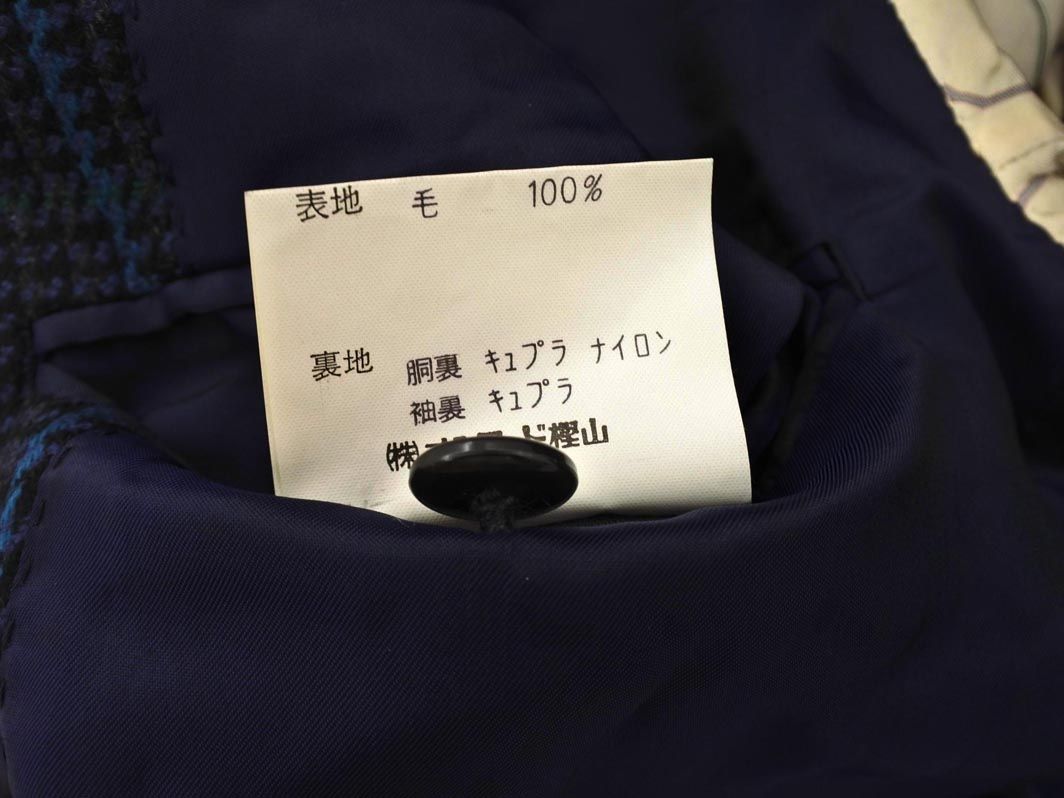 表地 毛 100%
裏地 胴裏 キュプラ ナイロン
袖裏 キュプラ
㈱ ド樫山